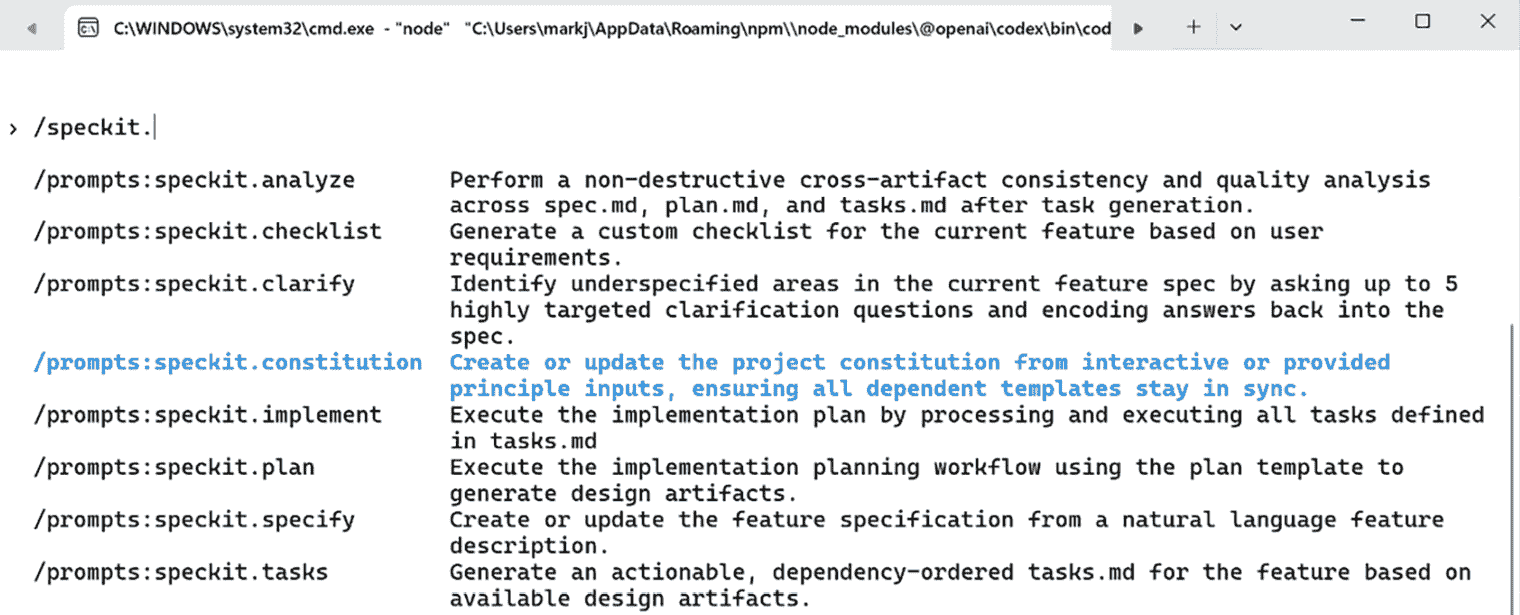 C:\WINDOWS\system32\cmd.exe - "node" "C:\Users\markj\AppData\Roaming\npm\\node_modules\@openai\codex\bin\cod
› /speckit.
/prompts:speckit.analyze Perform a non-destructive cross-artifact consistency and quality analysis
across spec.md, plan.md, and tasks.md after task generation.
/prompts:speckit.checklist Generate a custom checklist for the current feature based on user
requirements.
/prompts:speckit.clarify Identify underspecified areas in the current feature spec by asking up to 5
highly targeted clarification questions and encoding answers back into the
spec.
/prompts:speckit.constitution Create or update the project constitution from interactive or provided
principle inputs, ensuring all dependent templates stay in sync.
/prompts:speckit.implement Execute the implementation plan by processing and executing all tasks defined
in tasks.md
/prompts:speckit.plan Execute the implementation planning workflow using the plan template to
generate design artifacts.
/prompts:speckit.specify Create or update the feature specification from a natural language feature
description.
/prompts:speckit.tasks Generate an actionable, dependency-ordered tasks.md for the feature based on
available design artifacts.